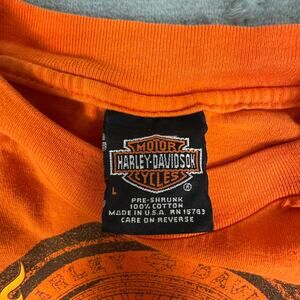 MOTOR
HARLEY-DAVIDSON
CYCLES
®
L
PRE-SHRUNK
100% COTTON
MADE IN U.S.A. RN 15763
CARE ON REVERSE